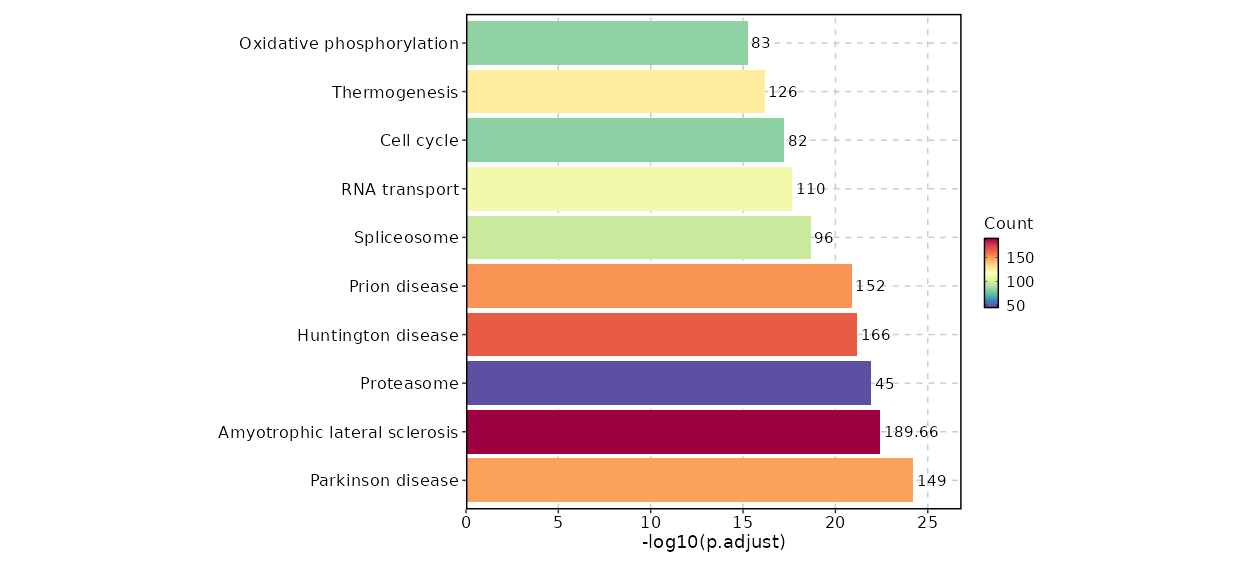 Oxidative phosphorylation 83
Thermogenesis 126
Cell cycle 82
RNA transport 110
Spliceosome 96
Prion disease 152
Huntington disease 166
Proteasome 45
Amyotrophic lateral sclerosis 189.66
Parkinson disease 149
0 5 10 15 20 25
-log10(p.adjust)
Count
150
100
50